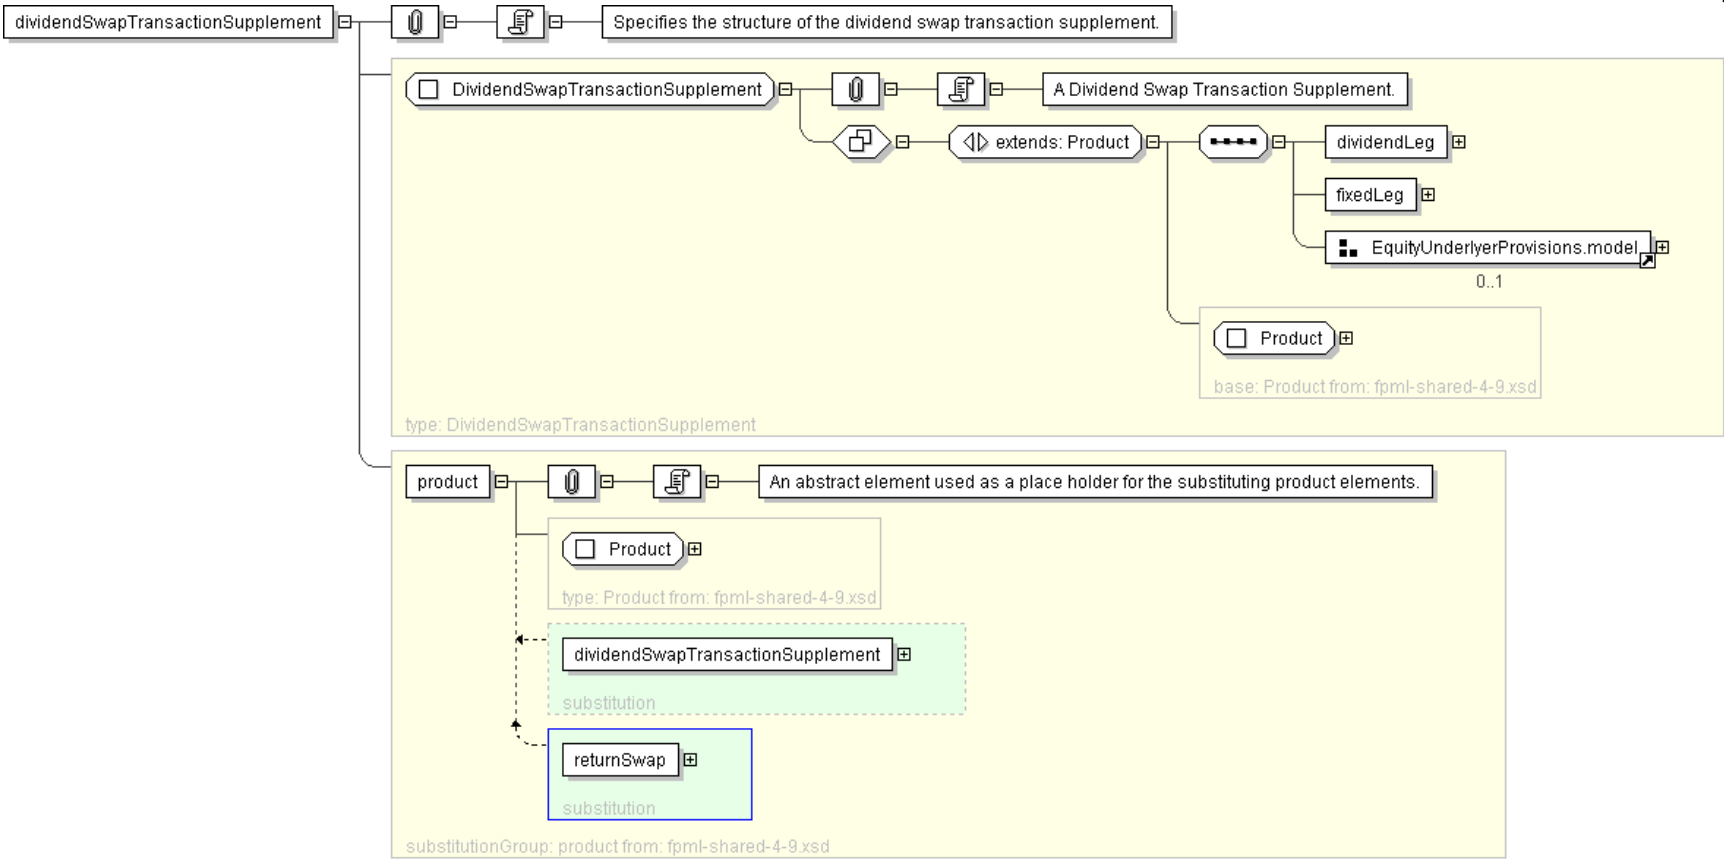 dividendSwapTransactionSupplement
Specifies the structure of the dividend swap transaction supplement.
DividendSwapTransactionSupplement
A Dividend Swap Transaction Supplement.
extends: Product
dividendLeg
fixedLeg
EquityUnderlyerProvisions.model
0..1
Product
base: Product from: fpml-shared-4-9.xsd
type: DividendSwapTransactionSupplement
product
An abstract element used as a place holder for the substituting product elements.
Product
type: Product from: fpml-shared-4-9.xsd
dividendSwapTransactionSupplement
substitution
returnSwap
substitution
substitutionGroup: product from: fpml-shared-4-9.xsd